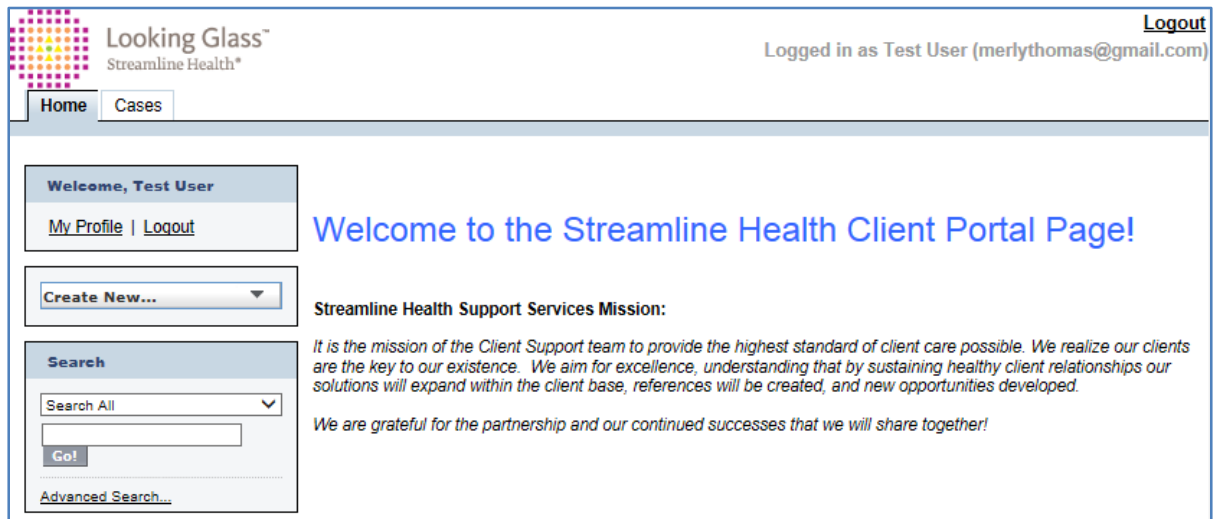 Looking Glass™
Streamline Health®
Logout
Logged in as Test User (merlythomas@gmail.com)
Home Cases
Welcome, Test User
My Profile | Logout
Create New...
Search
Search All
Go!
Advanced Search...
Welcome to the Streamline Health Client Portal Page!
Streamline Health Support Services Mission:
It is the mission of the Client Support team to provide the highest standard of client care possible. We realize our clients
are the key to our existence.  We aim for excellence, understanding that by sustaining healthy client relationships our
solutions will expand within the client base, references will be created, and new opportunities developed.
We are grateful for the partnership and our continued successes that we will share together!